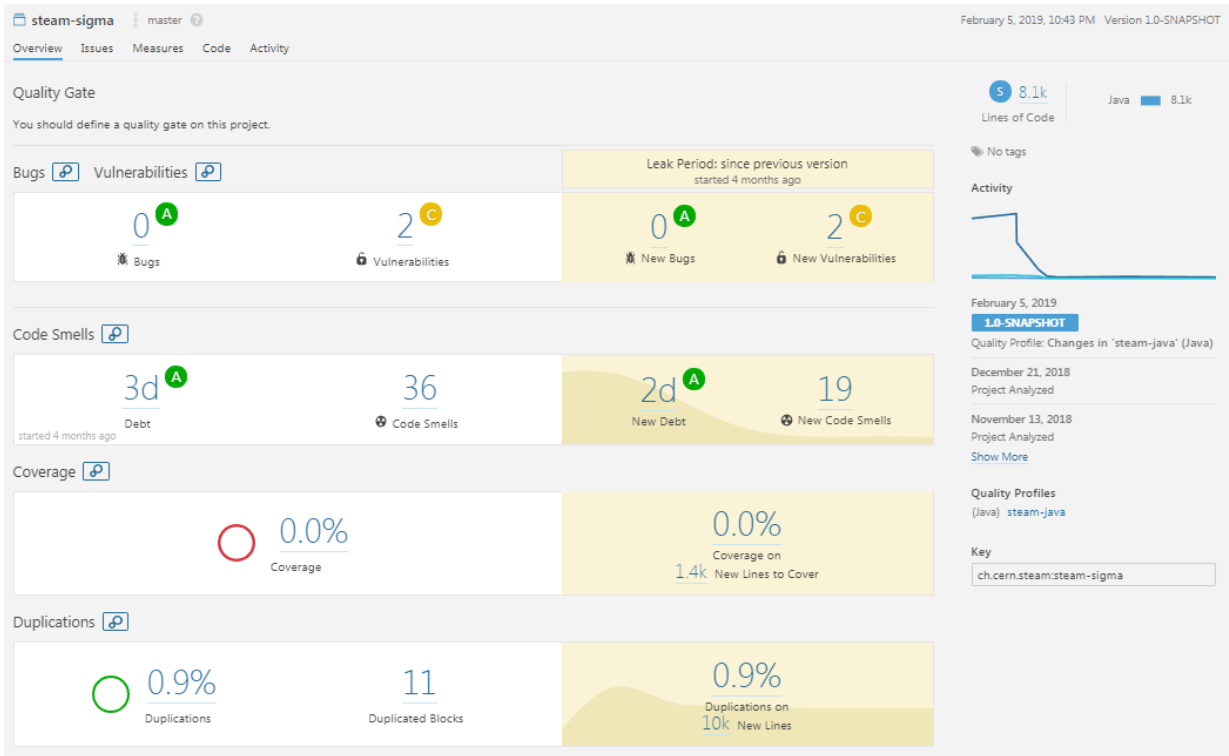 steam-sigma master ?
February 5, 2019, 10:43 PM Version 1.0-SNAPSHOT
Overview Issues Measures Code Activity
Quality Gate
You should define a quality gate on this project.
Bugs Vulnerabilities
Leak Period: since previous version
started 4 months ago
0 A
Bugs
2 C
Vulnerabilities
0 A
New Bugs
2 C
New Vulnerabilities
Code Smells
3d A
Debt
36
Code Smells
started 4 months ago
2d A
New Debt
19
New Code Smells
Coverage
0.0%
Coverage
0.0%
Coverage on
1.4k New Lines to Cover
Duplications
0.9%
Duplications
11
Duplicated Blocks
0.9%
Duplications on
10k New Lines
S 8.1k
Lines of Code
Java 8.1k
No tags
Activity
February 5, 2019
1.0-SNAPSHOT
Quality Profile: Changes in 'steam-java' (Java)
December 21, 2018
Project Analyzed
November 13, 2018
Project Analyzed
Show More
Quality Profiles
(Java) steam-java
Key
ch.cern.steam:steam-sigma